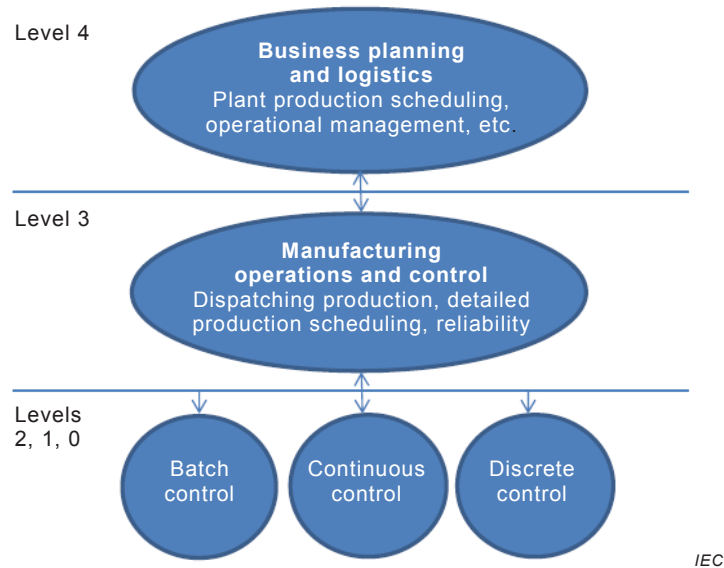 Level 4
Business planning
and logistics
Plant production scheduling,
operational management, etc.
Level 3
Manufacturing
operations and control
Dispatching production, detailed
production scheduling, reliability
Levels
2, 1, 0
Batch
control
Continuous
control
Discrete
control
IEC